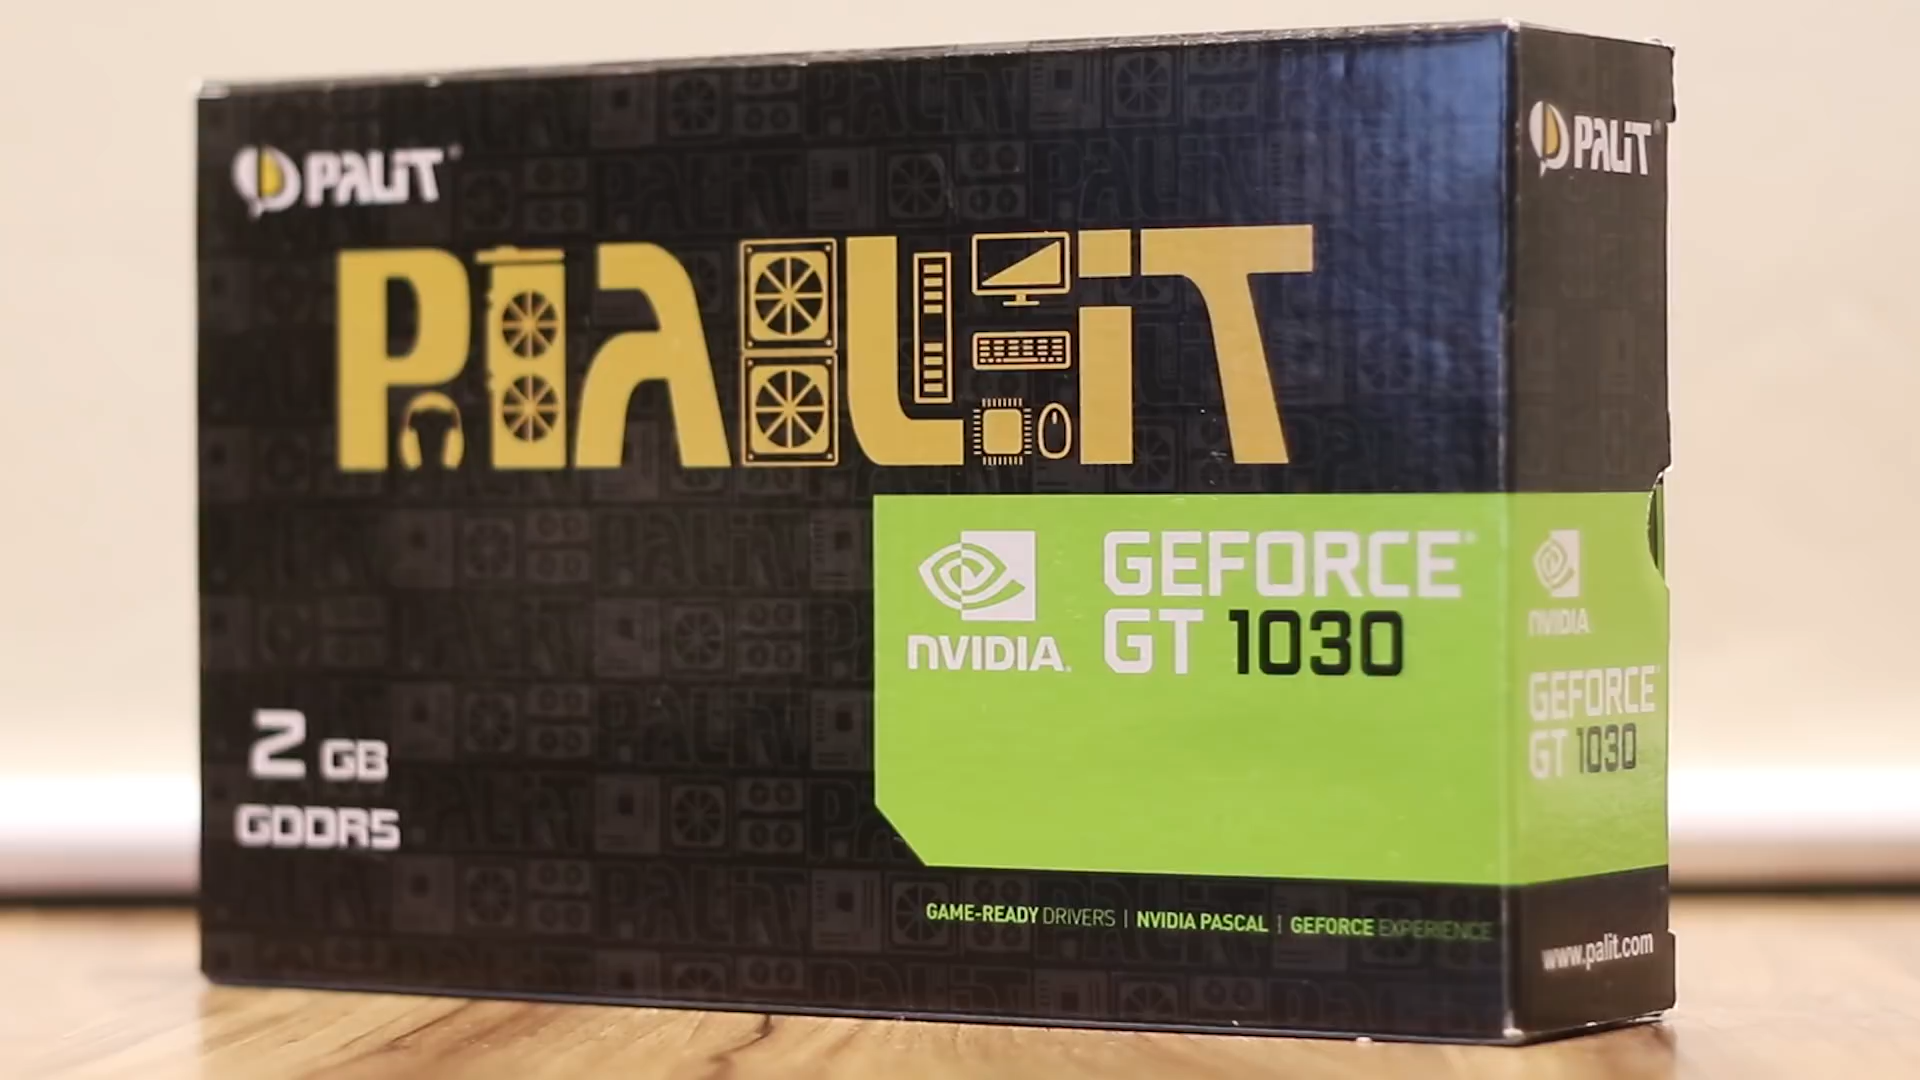 PALiT
PALiT
NVIDIA.
GEFORCE
GT 1030
2 GB
GDDR5
GAME-READY DRIVERS | NVIDIA PASCAL | GEFORCE EXPERIENCE
PALiT
NVIDIA
GEFORCE
GT 1030
www.palit.com